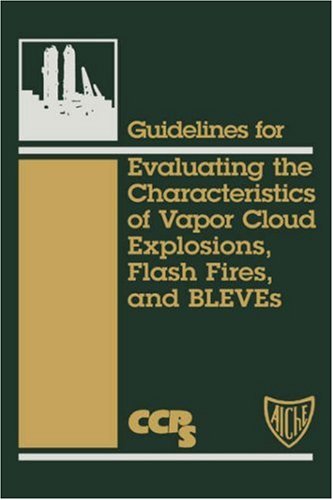 Guidelines for
Evaluating the
Characteristics
of Vapor Cloud
Explosions,
Flash Fires,
and BLEVEs
CCPS
AIChE